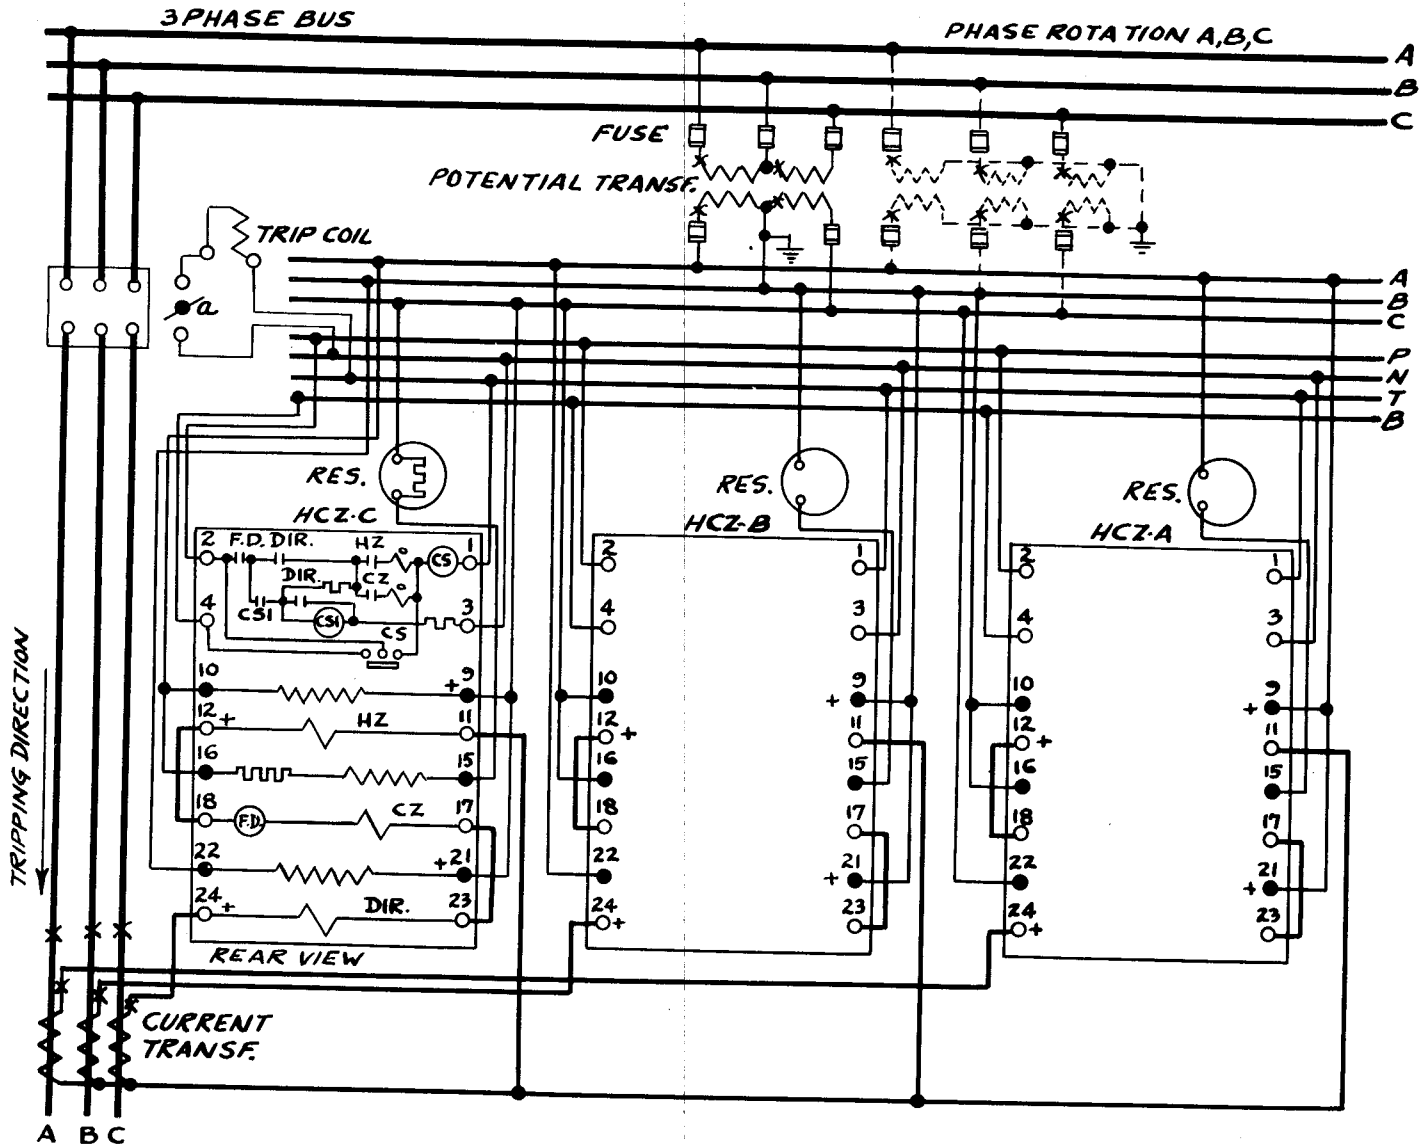 3 PHASE BUS
PHASE ROTATION A,B,C
A
B
C
FUSE
POTENTIAL TRANSF.
TRIP COIL
a
A
B
C
P
N
T
B
RES.
RES.
RES.
HCZ-C
HCZ-B
HCZ-A
2 F.D. DIR. HZ CS 1
DIR. CZ
4 CS1 CS1 CS 3
10 + 9
12 + HZ 11
16 15
18 F.D. CZ 17
22 + 21
24 + DIR. 23
REAR VIEW
2 1
4 3
10 + 9
12 + 11
16 15
18 17
22 + 21
24 + 23
2 1
4 3
10 + 9
12 + 11
16 15
18 17
22 + 21
24 + 23
TRIPPING DIRECTION
CURRENT
TRANSF.
A B C